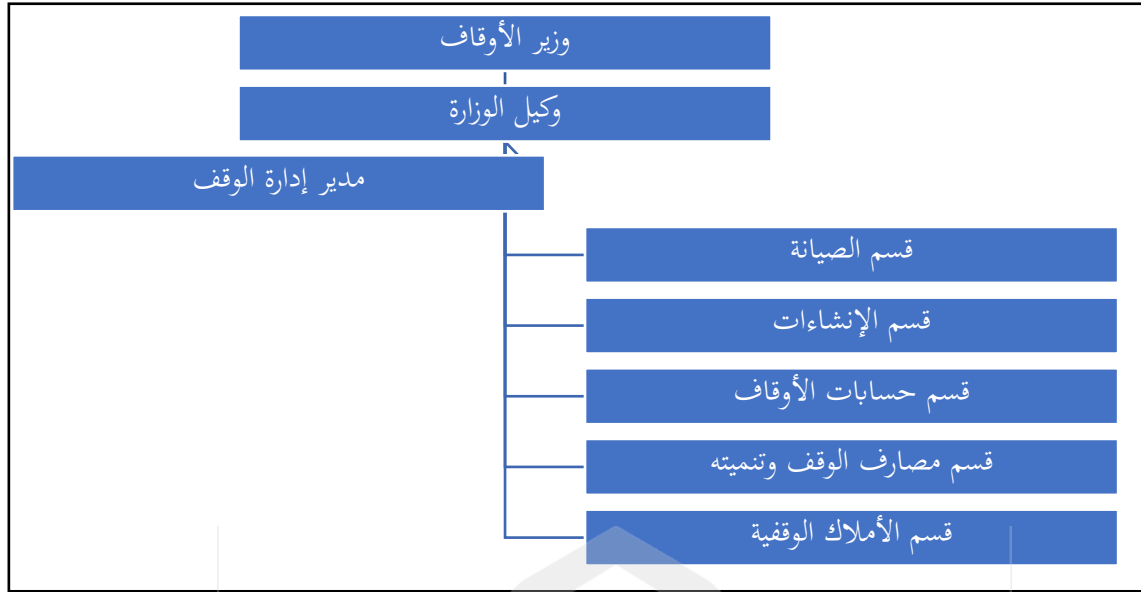 وزير الأوقاف
وكيل الوزارة
مدير إدارة الوقف
قسم الصيانة
قسم الإنشاءات
قسم حسابات الأوقاف
قسم مصارف الوقف وتنميته
قسم الأملاك الوقفية